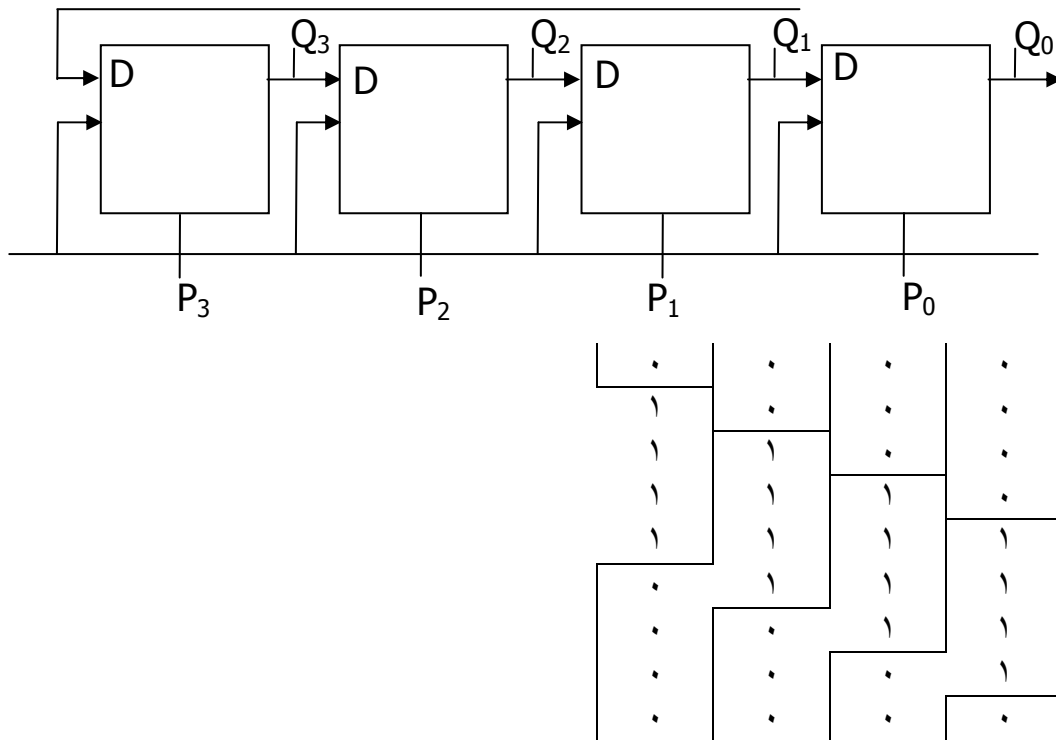 Q₃ Q₂ Q₁ Q₀
D D D D
P₃ P₂ P₁ P₀
٠ ٠ ٠ ٠
١ ٠ ٠ ٠
١ ١ ٠ ٠
١ ١ ١ ٠
١ ١ ١ ١
٠ ١ ١ ١
٠ ٠ ١ ١
٠ ٠ ٠ ١
٠ ٠ ٠ ٠